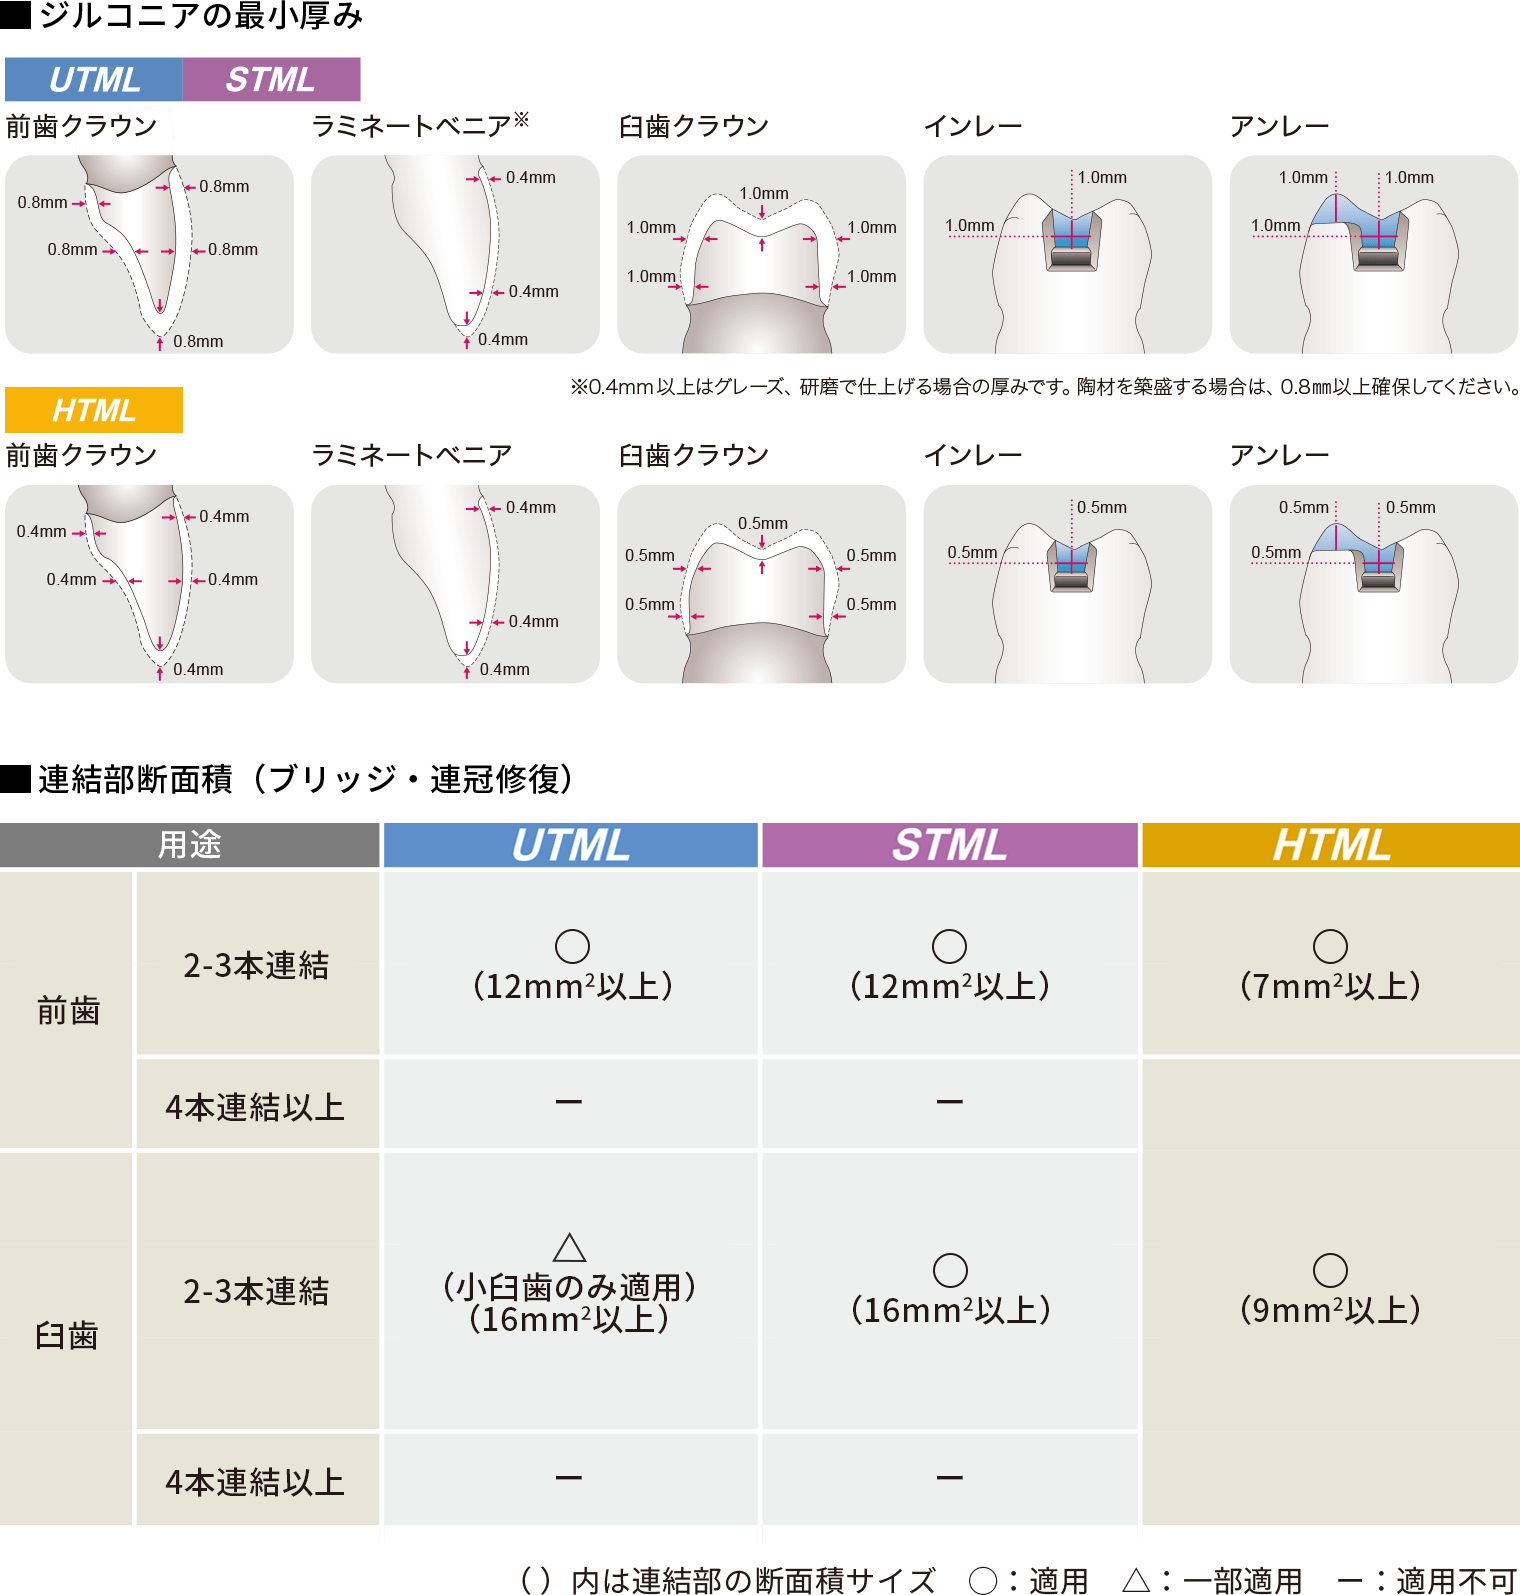 ■ ジルコニアの最小厚み
UTML STML
前歯クラウン ラミネートベニア※ 臼歯クラウン インレー アンレー
0.8mm 0.8mm 0.8mm 0.8mm 0.8mm
0.4mm 0.4mm 0.4mm
1.0mm 1.0mm 1.0mm 1.0mm 1.0mm
1.0mm 1.0mm
1.0mm 1.0mm 1.0mm
※0.4mm以上はグレーズ、研磨で仕上げる場合の厚みです。陶材を築盛する場合は、0.8㎜以上確保してください。
HTML
前歯クラウン ラミネートベニア 臼歯クラウン インレー アンレー
0.4mm 0.4mm 0.4mm 0.4mm 0.4mm
0.4mm 0.4mm 0.4mm
0.5mm 0.5mm 0.5mm 0.5mm 0.5mm
0.5mm 0.5mm
0.5mm 0.5mm 0.5mm
■ 連結部断面積（ブリッジ・連冠修復）
用途 UTML STML HTML
前歯
2-3本連結
○ ○ ○
（12mm²以上） （12mm²以上） （7mm²以上）
4本連結以上 ー ー
臼歯
2-3本連結
△ ○ ○
（小臼歯のみ適用）
（16mm²以上） （16mm²以上） （9mm²以上）
4本連結以上 ー ー
（ ）内は連結部の断面積サイズ ○：適用 △：一部適用 ー：適用不可